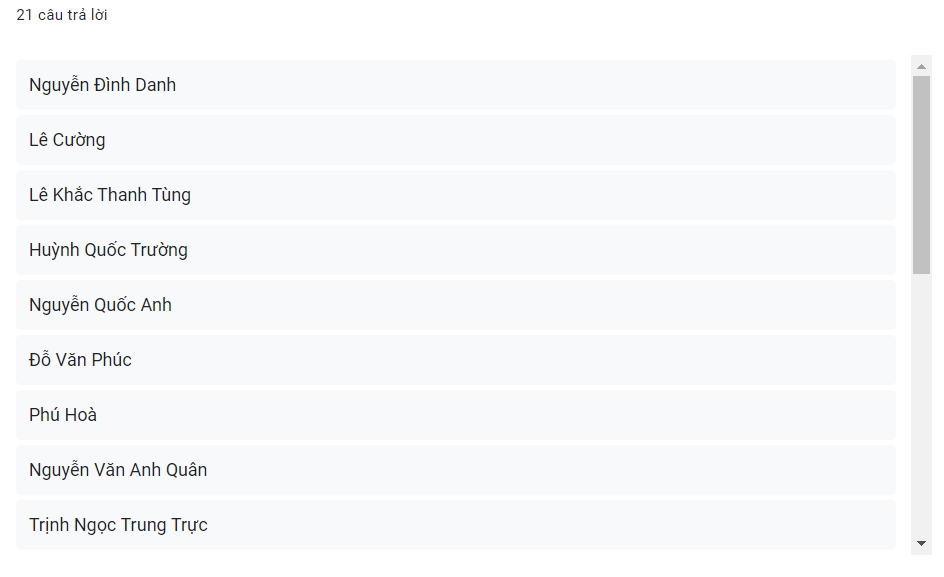 21 câu trả lời
Nguyễn Đình Danh
Lê Cường
Lê Khắc Thanh Tùng
Huỳnh Quốc Trường
Nguyễn Quốc Anh
Đỗ Văn Phúc
Phú Hoà
Nguyễn Văn Anh Quân
Trịnh Ngọc Trung Trực